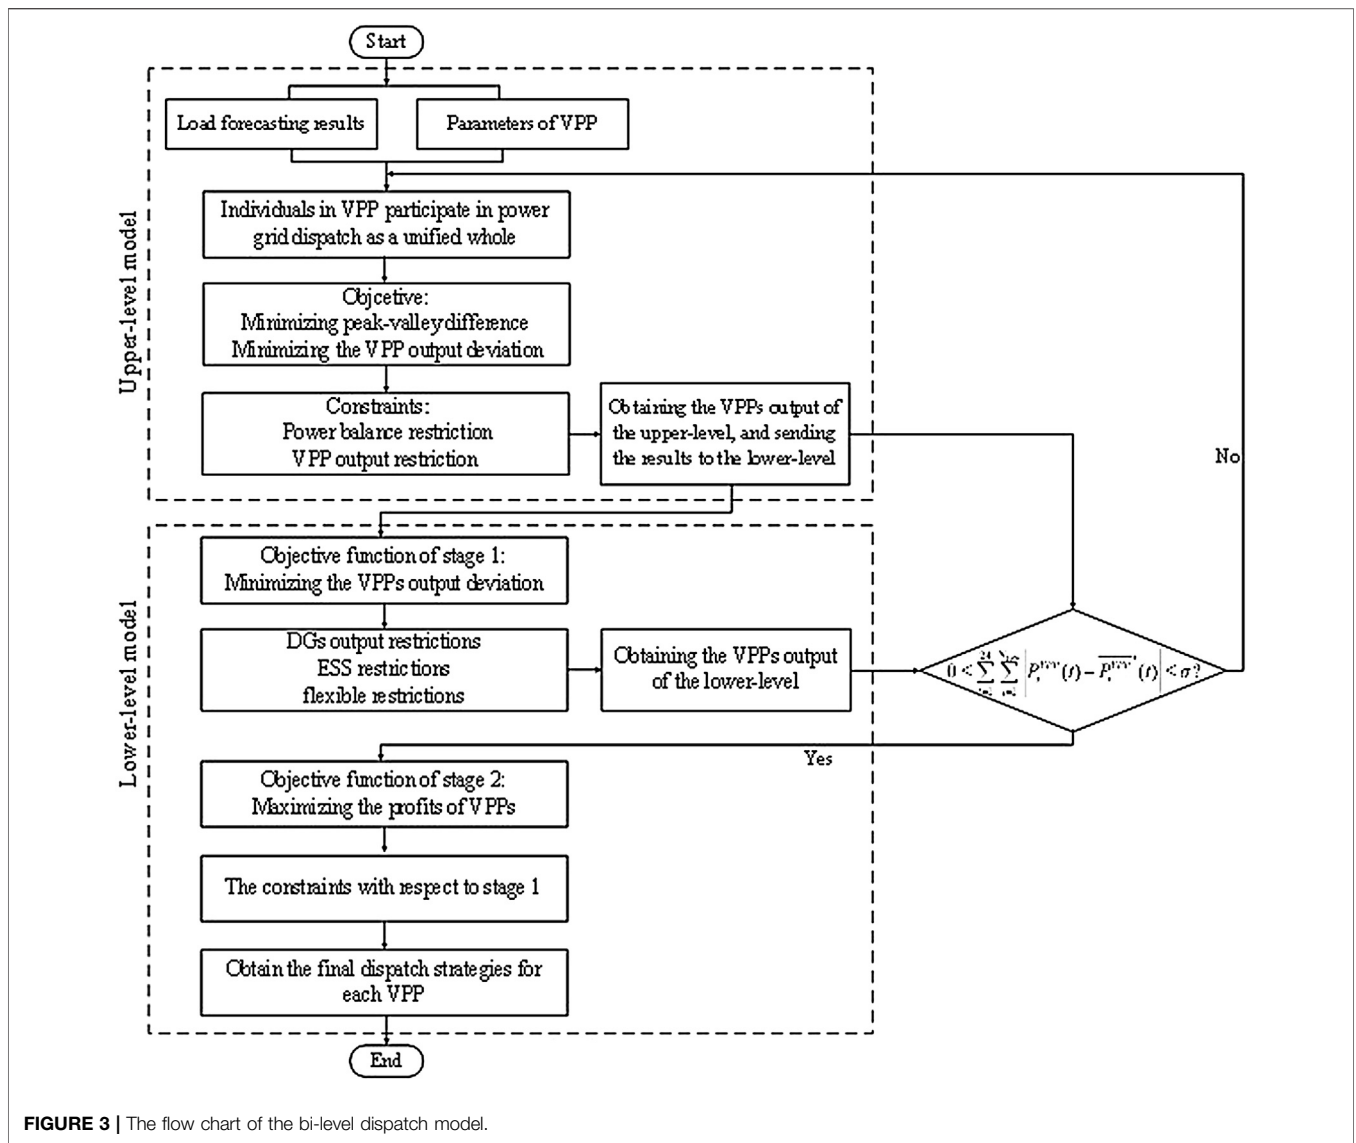 Start
Load forecasting results
Parameters of VPP
Individuals in VPP participate in power
grid dispatch as a unified whole
Objcetive:
Minimizing peak-valley difference
Minimizing the VPP output deviation
Constraints:
Power balance restriction
VPP output restriction
Obtaining the VPPs output of
the upper-level, and sending
the results to the lower-level
Upper-level model
No
Objective function of stage 1:
Minimizing the VPPs output deviation
DGs output restrictions
ESS restrictions
flexible restrictions
Obtaining the VPPs output
of the lower-level
Lower-level model
Yes
Objective function of stage 2:
Maximizing the profits of VPPs
The constraints with respect to stage 1
Obtain the final dispatch strategies for
each VPP
End
FIGURE 3 | The flow chart of the bi-level dispatch model.